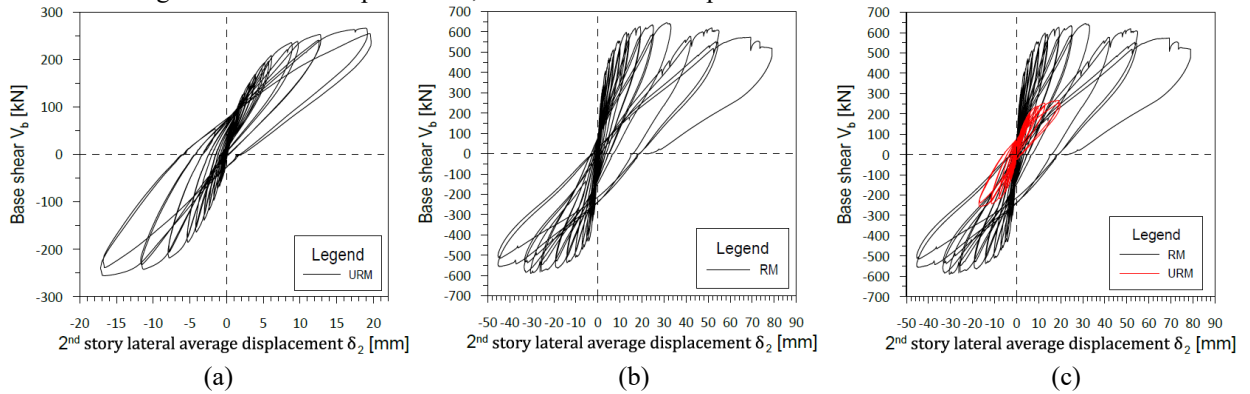 300
200
100
0
-100
-200
-300
Base shear V_b [kN]
Legend
URM
-20 -15 -10 -5 0 5 10 15 20
2nd story lateral average displacement δ2 [mm]
(a)
700
600
500
400
300
200
100
0
-100
-200
-300
-400
-500
-600
-700
Base shear V_b [kN]
Legend
RM
-50 -40 -30 -20 -10 0 10 20 30 40 50 60 70 80 90
2nd story lateral average displacement δ2 [mm]
(b)
700
600
500
400
300
200
100
0
-100
-200
-300
-400
-500
-600
-700
Base shear V_b [kN]
Legend
RM
URM
-50 -40 -30 -20 -10 0 10 20 30 40 50 60 70 80 90
2nd story lateral average displacement δ2 [mm]
(c)